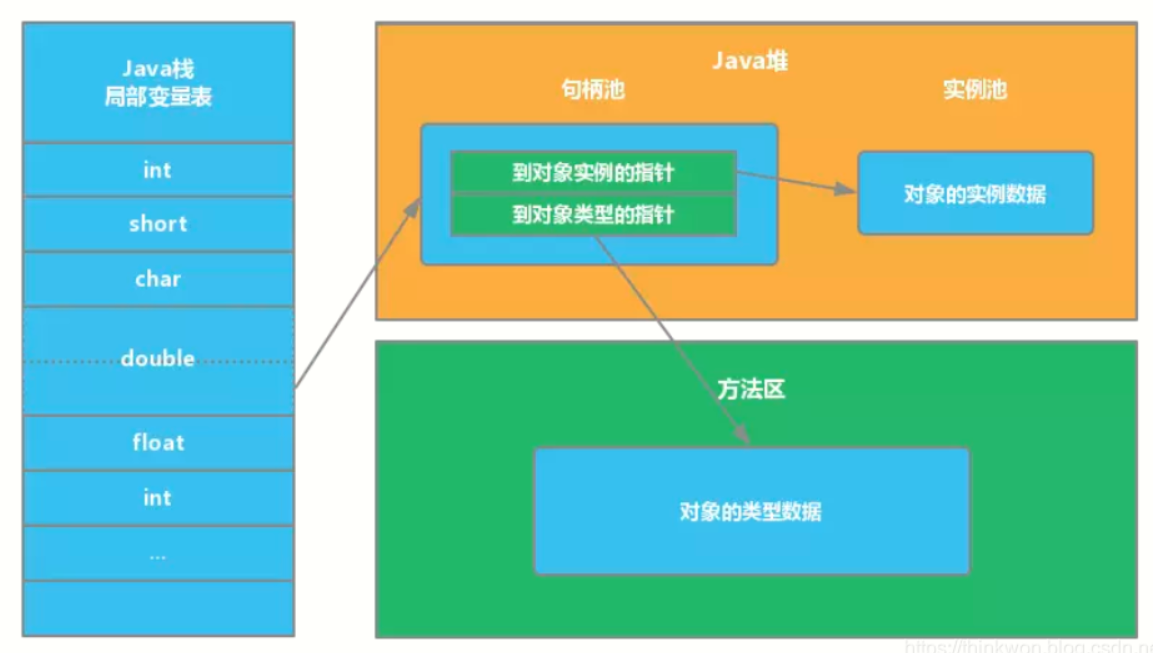 Java栈
局部变量表
int
short
char
double
float
int
...
Java堆
句柄池
实例池
到对象实例的指针
到对象类型的指针
对象的实例数据
方法区
对象的类型数据
https://thinkwon.blog.csdn.ne